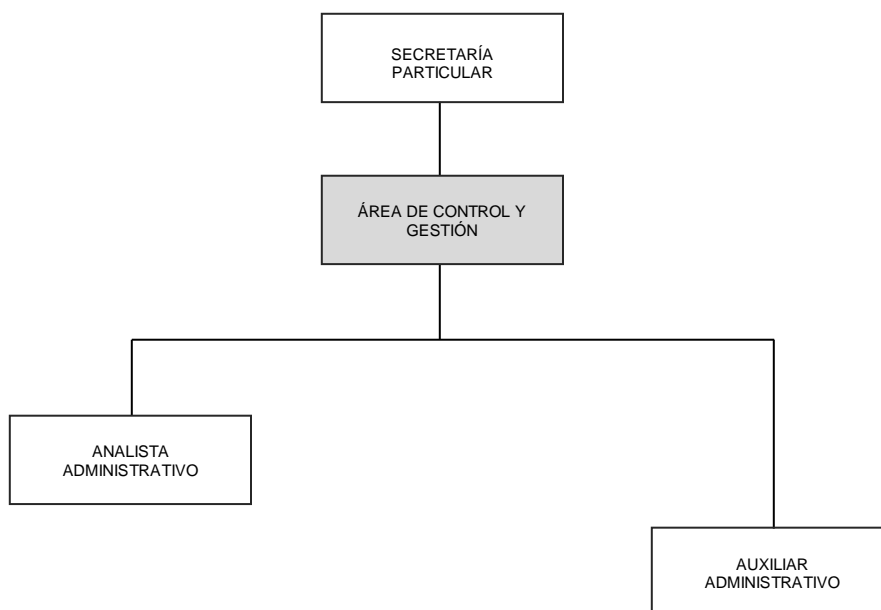 SECRETARÍA
PARTICULAR
ÁREA DE CONTROL Y
GESTIÓN
ANALISTA
ADMINISTRATIVO
AUXILIAR
ADMINISTRATIVO